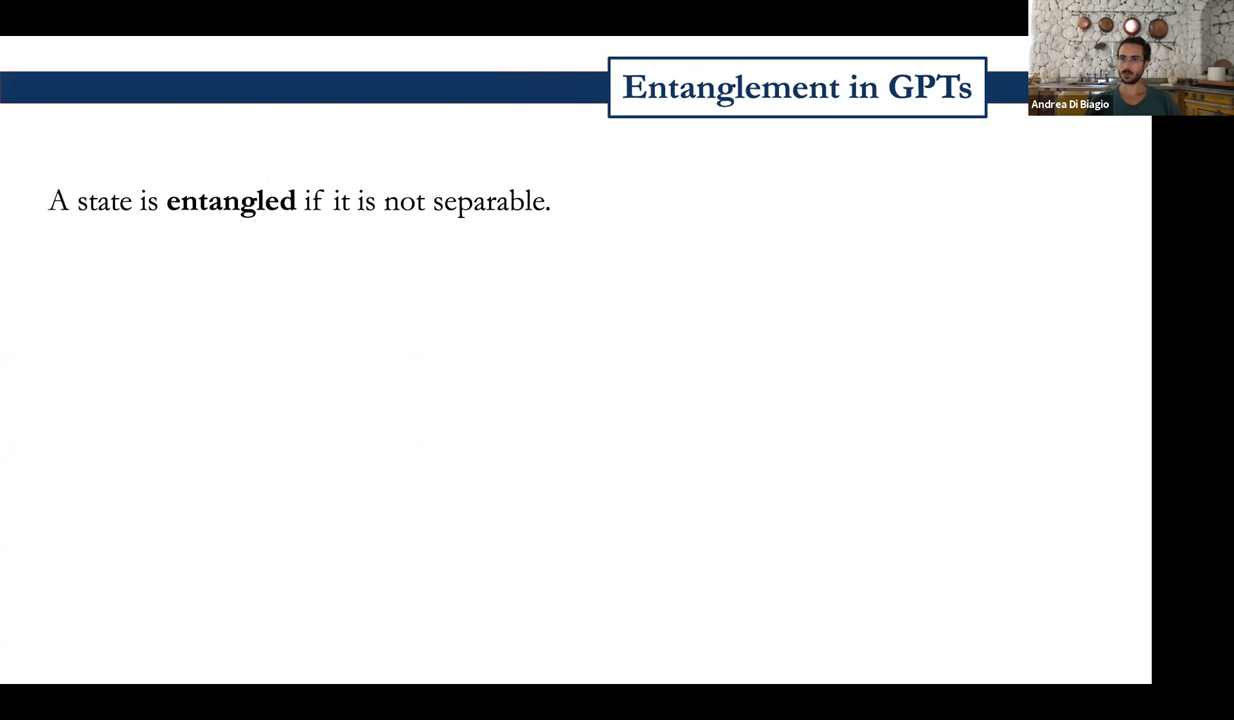 Entanglement in GPTs
Andrea Di Biagio
A state is entangled if it is not separable.